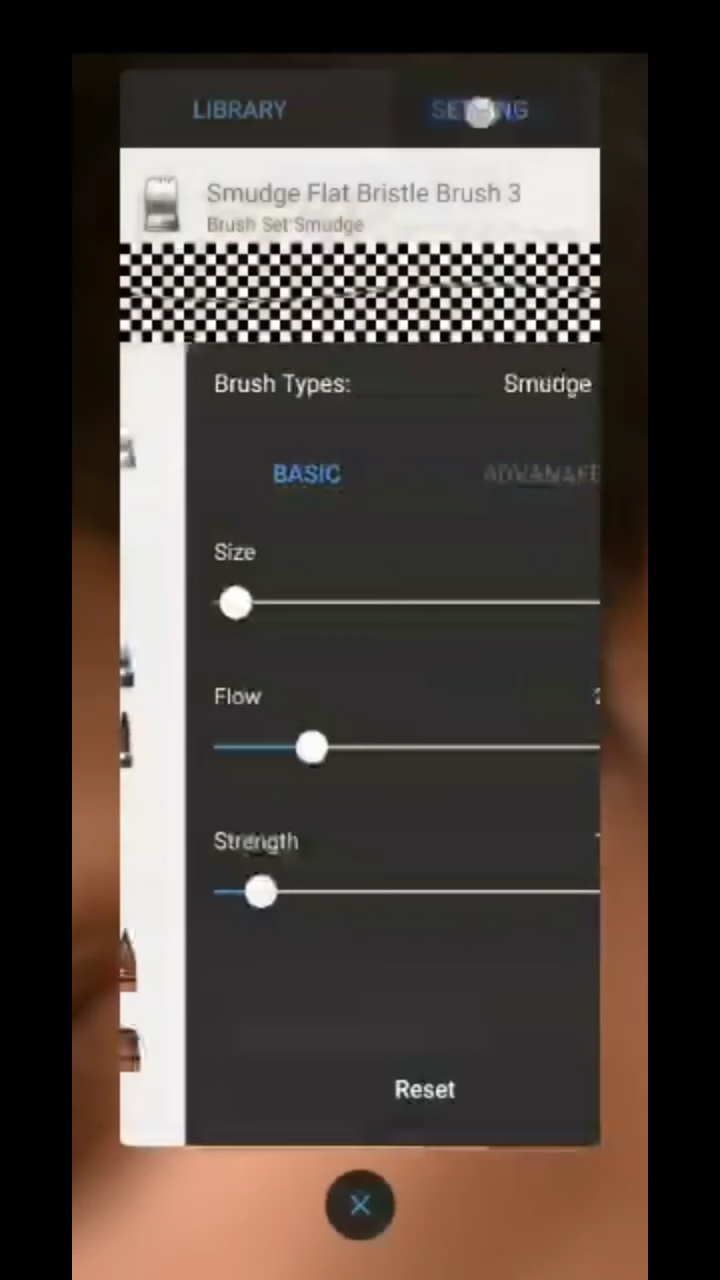 LIBRARY
Smudge Flat Bristle Brush 3
Brush Set:Smudge
Brush Types:
Smudge
BASIC
Size
Flow
Strength
Reset